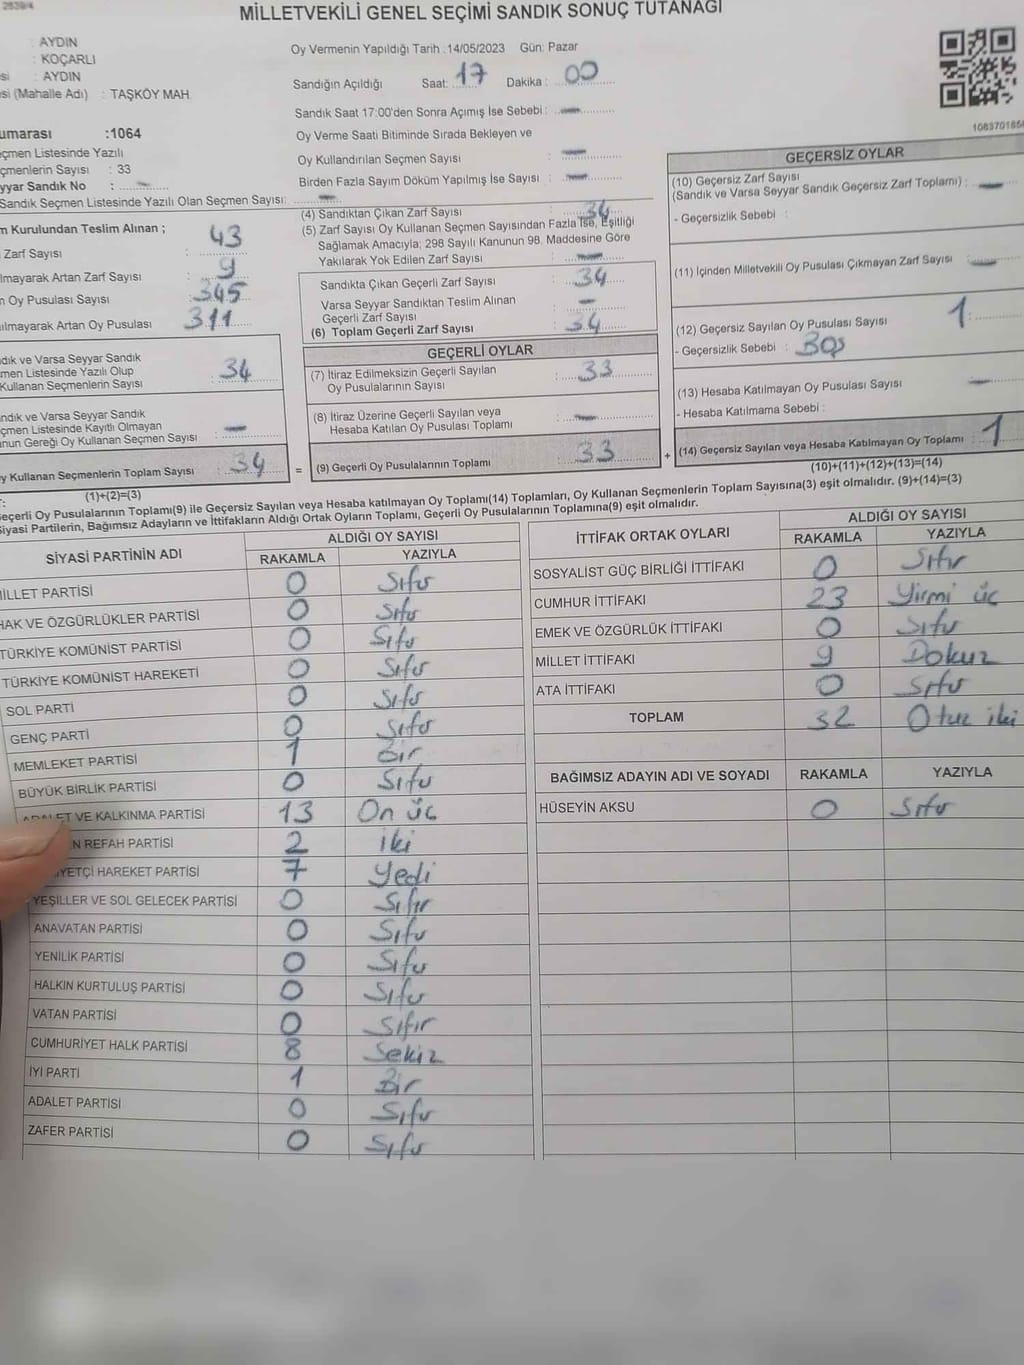 2839/4
MİLLETVEKİLİ GENEL SEÇİMİ SANDIK SONUÇ TUTANAĞI
: AYDIN
: KOÇARLI
si : AYDIN
si (Mahalle Adı) : TAŞKÖY MAH.
umarası :1064
çmen Listesinde Yazılı
çmenlerin Sayısı : 33
yyar Sandık No : -
Sandık Seçmen Listesinde Yazılı Olan Seçmen Sayısı: -
Oy Vermenin Yapıldığı Tarih :14/05/2023 Gün: Pazar
Sandığın Açıldığı Saat: 17 Dakika : 00
Sandık Saat 17:00'den Sonra Açımış İse Sebebi : -
Oy Verme Saati Bitiminde Sırada Bekleyen ve
Oy Kullandırılan Seçmen Sayısı : -
Birden Fazla Sayım Döküm Yapılmış İse Sayısı : -
m Kurulundan Teslim Alınan ;
Zarf Sayısı : 43
lmayarak Artan Zarf Sayısı : 9
n Oy Pusulası Sayısı : 345
ılmayarak Artan Oy Pusulası : 311
dık ve Varsa Seyyar Sandık
men Listesinde Yazılı Olup
Kullanan Seçmenlerin Sayısı : 34
ndık ve Varsa Seyyar Sandık
çmen Listesinde Kayıtlı Olmayan
nun Gereği Oy Kullanan Seçmen Sayısı : -
y Kullanan Seçmenlerin Toplam Sayısı : 34
(1)+(2)=(3)
(4) Sandıktan Çıkan Zarf Sayısı : 34
(5) Zarf Sayısı Oy Kullanan Seçmen Sayısından Fazla İse, Eşitliği
Sağlamak Amacıyla; 298 Sayılı Kanunun 98. Maddesine Göre
Yakılarak Yok Edilen Zarf Sayısı : -
Sandıkta Çıkan Geçerli Zarf Sayısı : 34
Varsa Seyyar Sandıktan Teslim Alınan
Geçerli Zarf Sayısı : -
(6) Toplam Geçerli Zarf Sayısı : 34
GEÇERLİ OYLAR
(7) İtiraz Edilmeksizin Geçerli Sayılan
Oy Pusulalarının Sayısı : 33
(8) İtiraz Üzerine Geçerli Sayılan veya
Hesaba Katılan Oy Pusulası Toplamı : -
= (9) Geçerli Oy Pusulalarının Toplamı : 33
+
GEÇERSİZ OYLAR
(10) Geçersiz Zarf Sayısı
(Sandık ve Varsa Seyyar Sandık Geçersiz Zarf Toplamı) : -
- Geçersizlik Sebebi :
(11) İçinden Milletvekili Oy Pusulası Çıkmayan Zarf Sayısı : -
(12) Geçersiz Sayılan Oy Pusulası Sayısı : 1
- Geçersizlik Sebebi : Boş
(13) Hesaba Katılmayan Oy Pusulası Sayısı : -
- Hesaba Katılmama Sebebi :
(14) Geçersiz Sayılan veya Hesaba Katılmayan Oy Toplamı : 1
(10)+(11)+(12)+(13)=(14)
eçerli Oy Pusulalarının Toplamı(9) ile Geçersiz Sayılan veya Hesaba katılmayan Oy Toplamı(14) Toplamları, Oy Kullanan Seçmenlerin Toplam Sayısına(3) eşit olmalıdır. (9)+(14)=(3)
Siyasi Partilerin, Bağımsız Adayların ve İttifakların Aldığı Ortak Oyların Toplamı, Geçerli Oy Pusulalarının Toplamına(9) eşit olmalıdır.
SİYASİ PARTİNİN ADI ALDIĞI OY SAYISI
RAKAMLA YAZIYLA
İLLET PARTİSİ 0 Sıfır
HAK VE ÖZGÜRLÜKLER PARTİSİ 0 Sıfır
TÜRKİYE KOMÜNİST PARTİSİ 0 Sıfır
TÜRKİYE KOMÜNİST HAREKETİ 0 Sıfır
SOL PARTİ 0 Sıfır
GENÇ PARTİ 0 Sıfır
MEMLEKET PARTİSİ 1 Bir
BÜYÜK BİRLİK PARTİSİ 0 Sıfır
ADALET VE KALKINMA PARTİSİ 13 On üç
N REFAH PARTİSİ 2 iki
İYETÇİ HAREKET PARTİSİ 7 Yedi
YEŞİLLER VE SOL GELECEK PARTİSİ 0 Sıfır
ANAVATAN PARTİSİ 0 Sıfır
YENİLİK PARTİSİ 0 Sıfır
HALKIN KURTULUŞ PARTİSİ 0 Sıfır
VATAN PARTİSİ 0 Sıfır
CUMHURİYET HALK PARTİSİ 8 Sekiz
İYİ PARTİ 1 Bir
ADALET PARTİSİ 0 Sıfır
ZAFER PARTİSİ 0 Sıfır
İTTİFAK ORTAK OYLARI ALDIĞI OY SAYISI
RAKAMLA YAZIYLA
SOSYALİST GÜÇ BİRLİĞİ İTTİFAKI 0 Sıfır
CUMHUR İTTİFAKI 23 Yirmi üç
EMEK VE ÖZGÜRLÜK İTTİFAKI 0 Sıfır
MİLLET İTTİFAKI 9 Dokuz
ATA İTTİFAKI 0 Sıfır
TOPLAM 32 Otuz iki
BAĞIMSIZ ADAYIN ADI VE SOYADI RAKAMLA YAZIYLA
HÜSEYİN AKSU 0 Sıfır